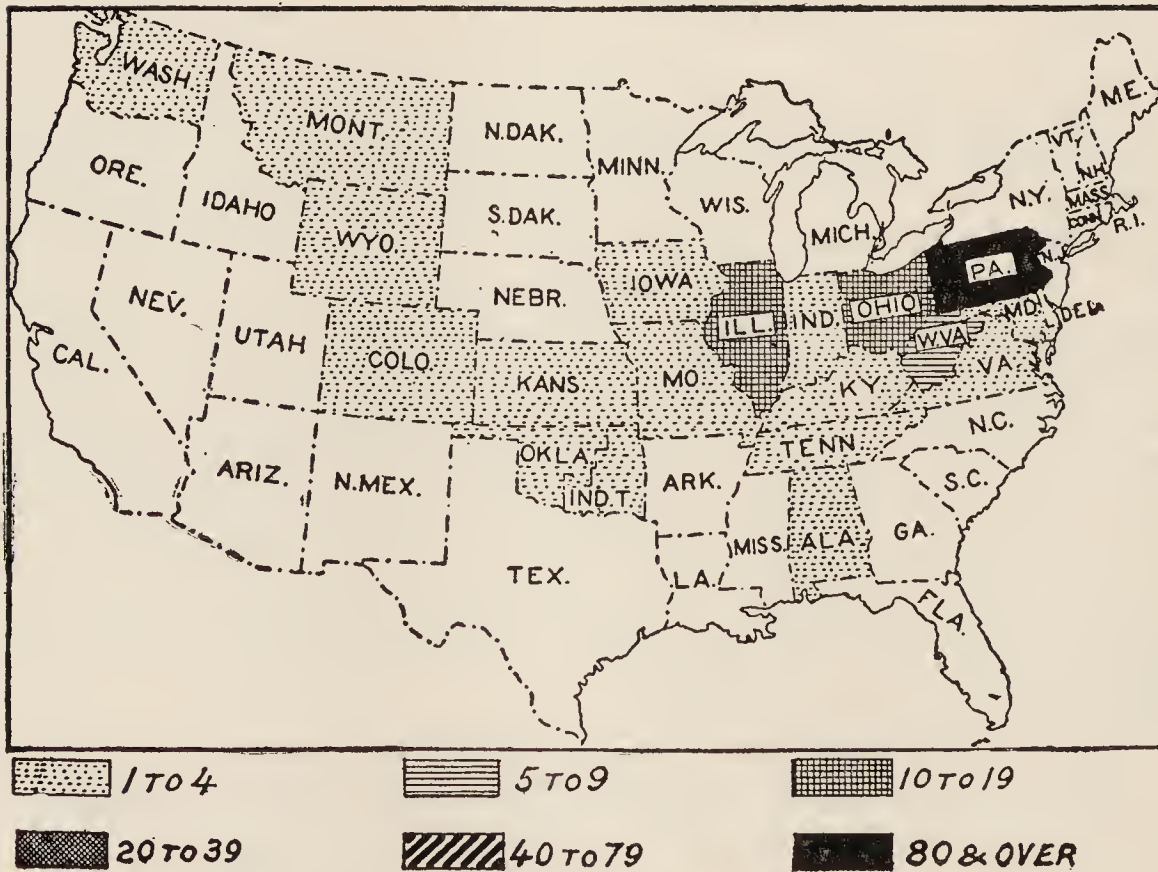 WASH
MONT.
N.DAK.
MINN.
ME.
VT.
N.H.
ORE.
IDAHO
S.DAK.
WIS.
MICH.
N.Y.
MASS
CONN
R.I.
WYO
NEBR.
IOWA
PA.
N.J.
NEV.
UTAH
COLO
KANS
MO
ILL.
IND.
OHIO
W.VA
MD.
DEL.
CAL.
KY
VA
ARIZ.
N.MEX.
OKLA.
IND.T.
ARK.
TENN
N.C.
S.C.
TEX.
LA.
MISS.
ALA
GA.
FLA.
1 TO 4
5 TO 9
10 TO 19
20 TO 39
40 TO 79
80 & OVER